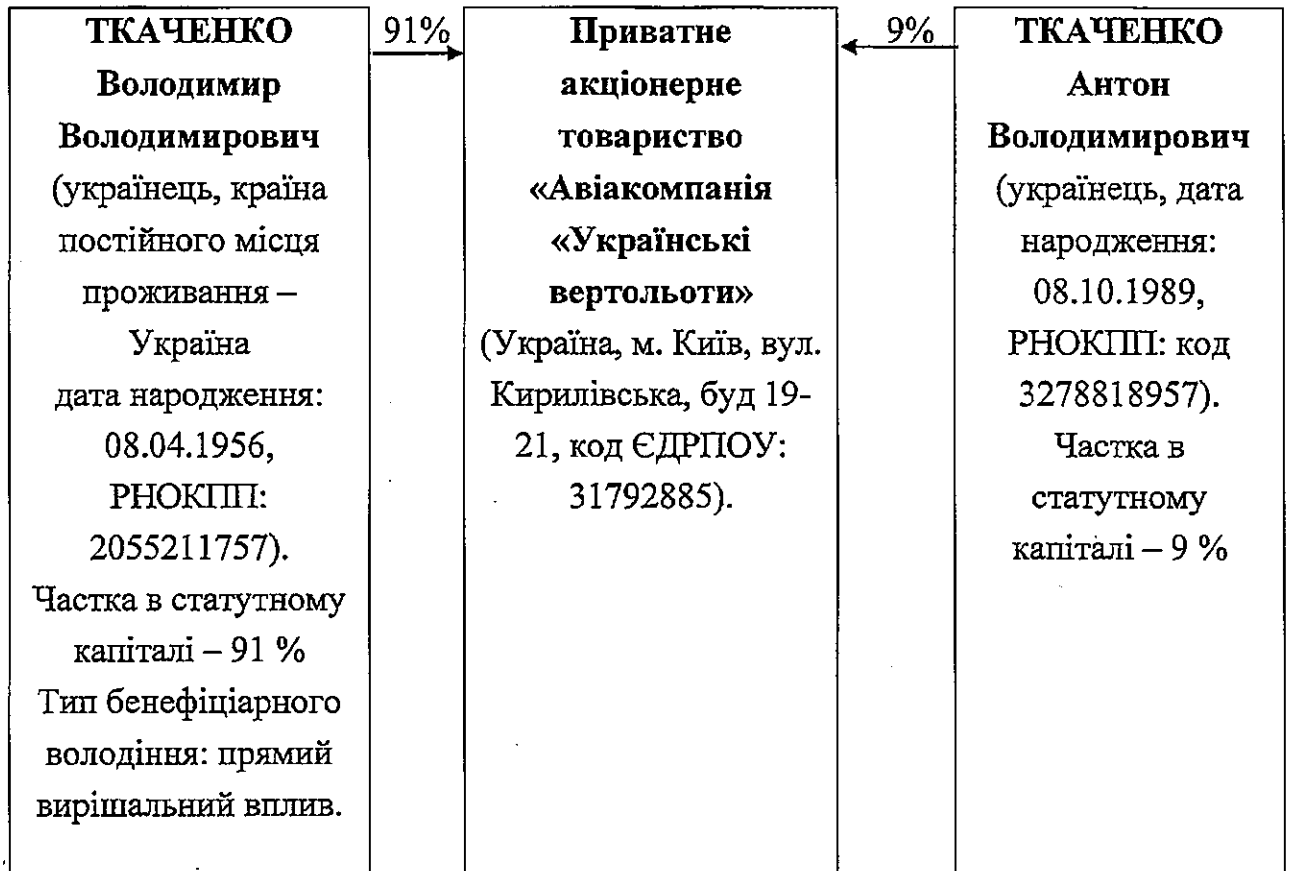 ТКАЧЕНКО
Володимир
Володимирович
(українець, країна
постійного місця
проживання –
Україна
дата народження:
08.04.1956,
РНОКПП:
2055211757).
Частка в статутному
капіталі – 91 %
Тип бенефіціарного
володіння: прямий
вирішальний вплив.
91%
Приватне
акціонерне
товариство
«Авіакомпанія
«Українські
вертольоти»
(Україна, м. Київ, вул.
Кирилівська, буд 19-
21, код ЄДРПОУ:
31792885).
9%
ТКАЧЕНКО
Антон
Володимирович
(українець, дата
народження:
08.10.1989,
РНОКПП: код
3278818957).
Частка в
статутному
капіталі – 9 %